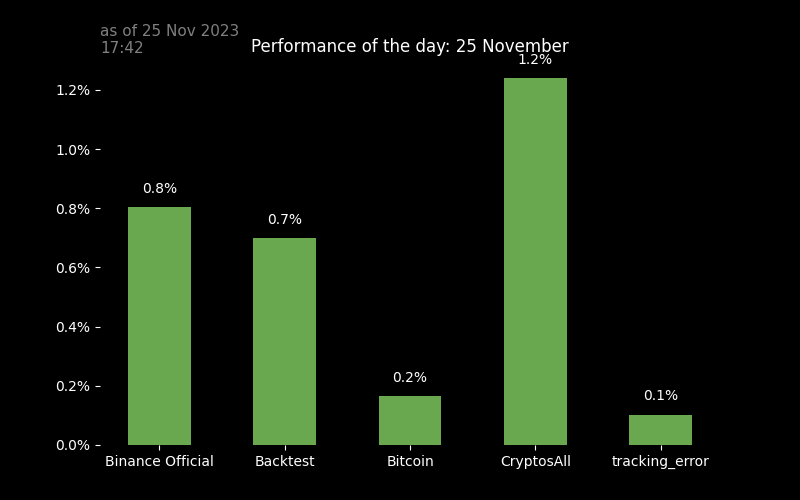 as of 25 Nov 2023
17:42
Performance of the day: 25 November
1.2%
1.2%
1.0%
0.8%
0.8%
0.7%
0.6%
0.4%
0.2%
0.2%
0.1%
0.0%
Binance Official
Backtest
Bitcoin
CryptosAll
tracking_error